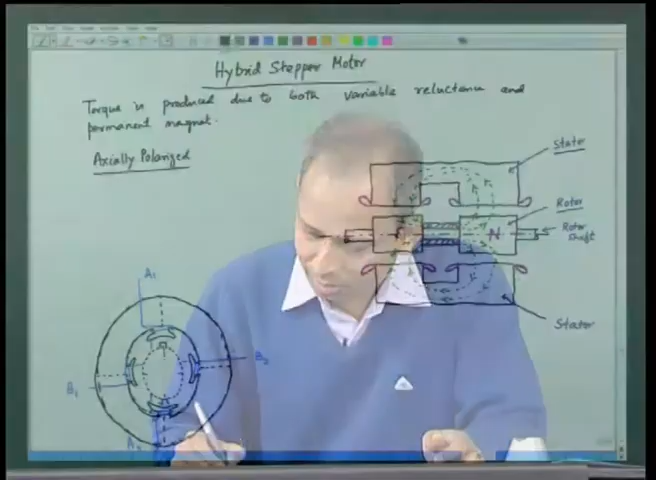 Hybrid Stepper Motor
Torque is produced due to both variable reluctance and
permanent magnet.
Axially Polarized
Stator
Rotor
N
Rotor
Shaft
A1
Stator
B2
B1